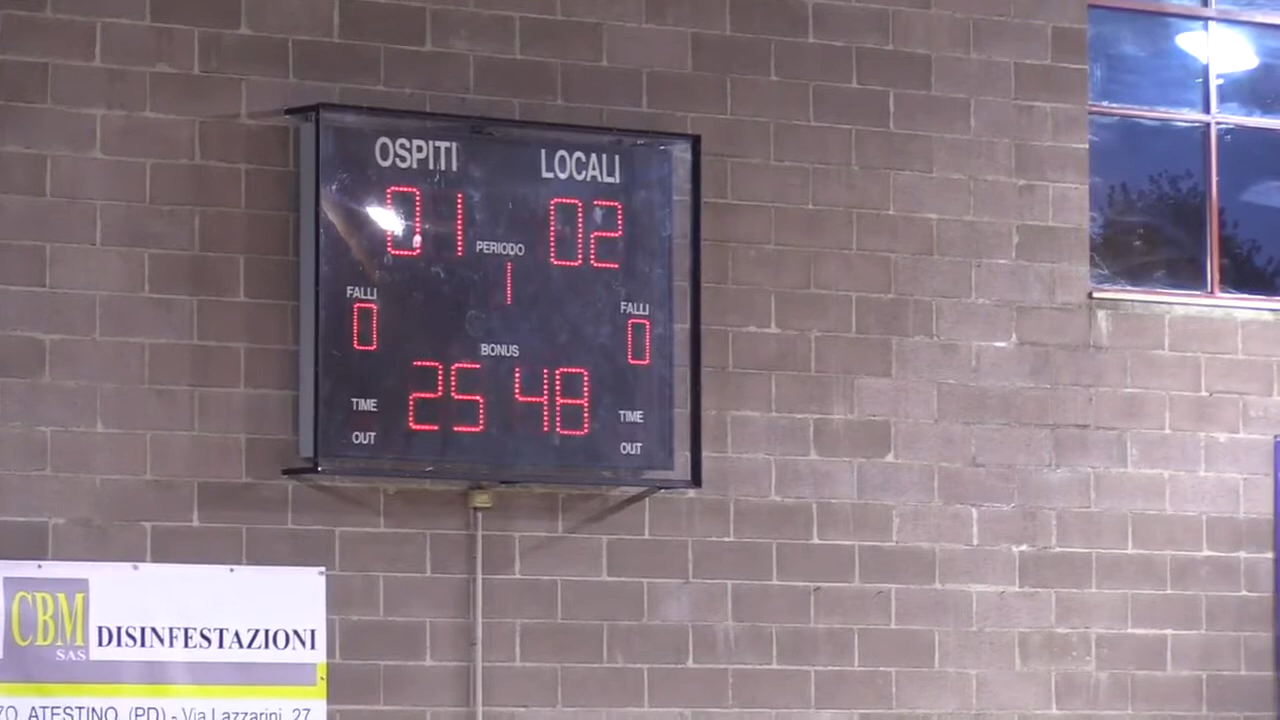 OSPITI LOCALI
01 02
PERIODO
1
FALLI FALLI
0 0
BONUS
25 48
TIME TIME
OUT OUT
CBM
SAS
DISINFESTAZIONI
ATESTINO (PD) - Via Lazzarini, 27